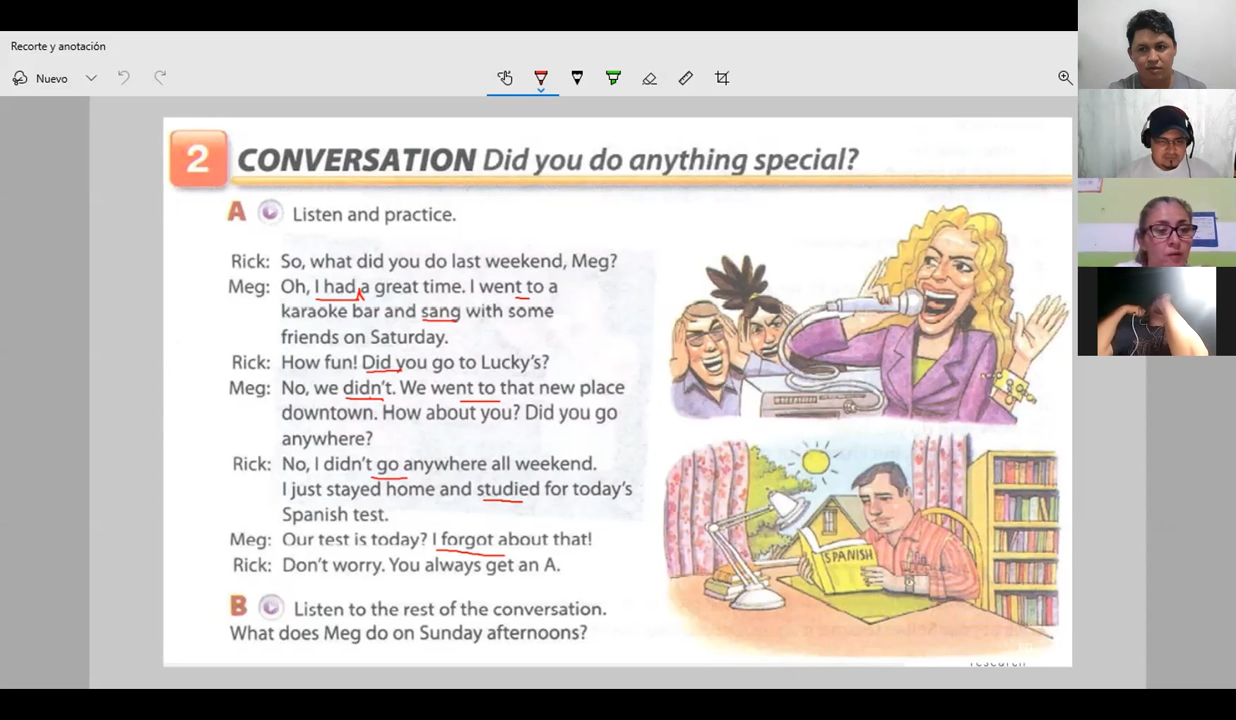 Recorte y anotación
Nuevo
2 CONVERSATION Did you do anything special?
A Listen and practice.
Rick: So, what did you do last weekend, Meg?
Meg: Oh, I had a great time. I went to a
karaoke bar and sang with some
friends on Saturday.
Rick: How fun! Did you go to Lucky's?
Meg: No, we didn't. We went to that new place
downtown. How about you? Did you go
anywhere?
Rick: No, I didn't go anywhere all weekend.
I just stayed home and studied for today's
Spanish test.
Meg: Our test is today? I forgot about that!
Rick: Don't worry. You always get an A.
SPANISH
B Listen to the rest of the conversation.
What does Meg do on Sunday afternoons?
research